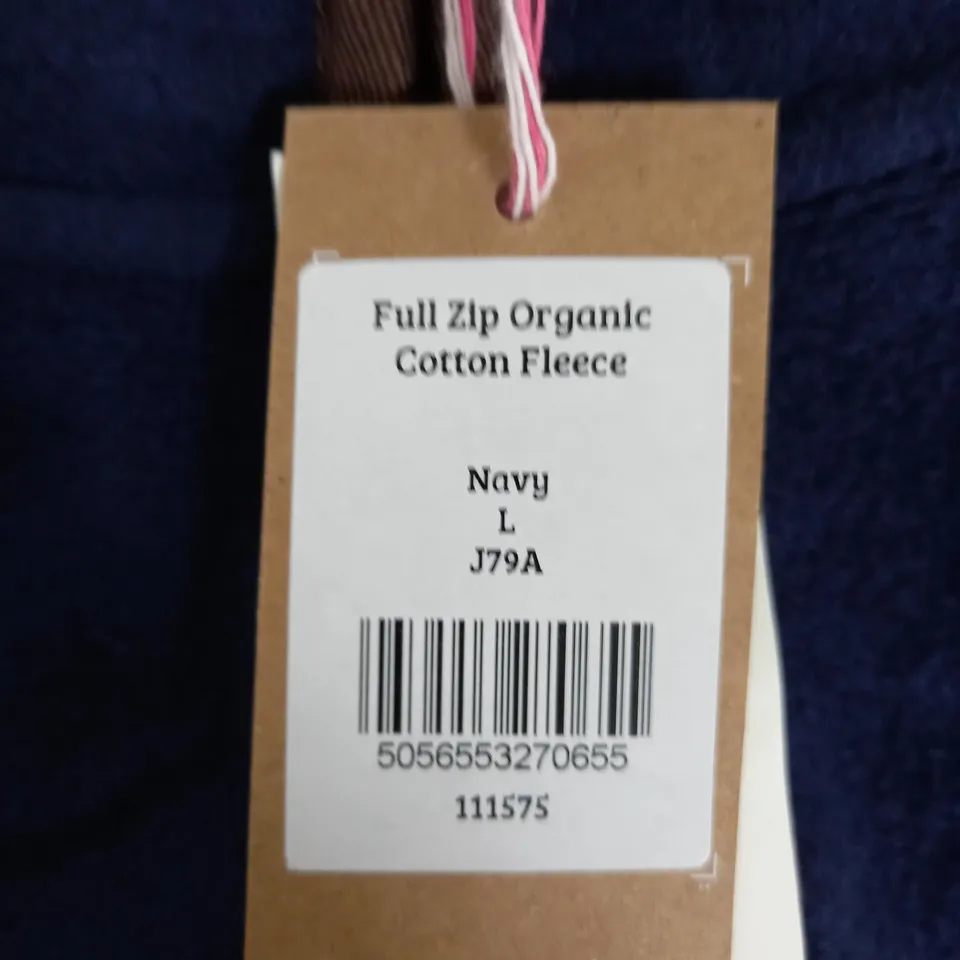 Full Zip Organic
Cotton Fleece
Navy
L
J79A
5056553270655
111575